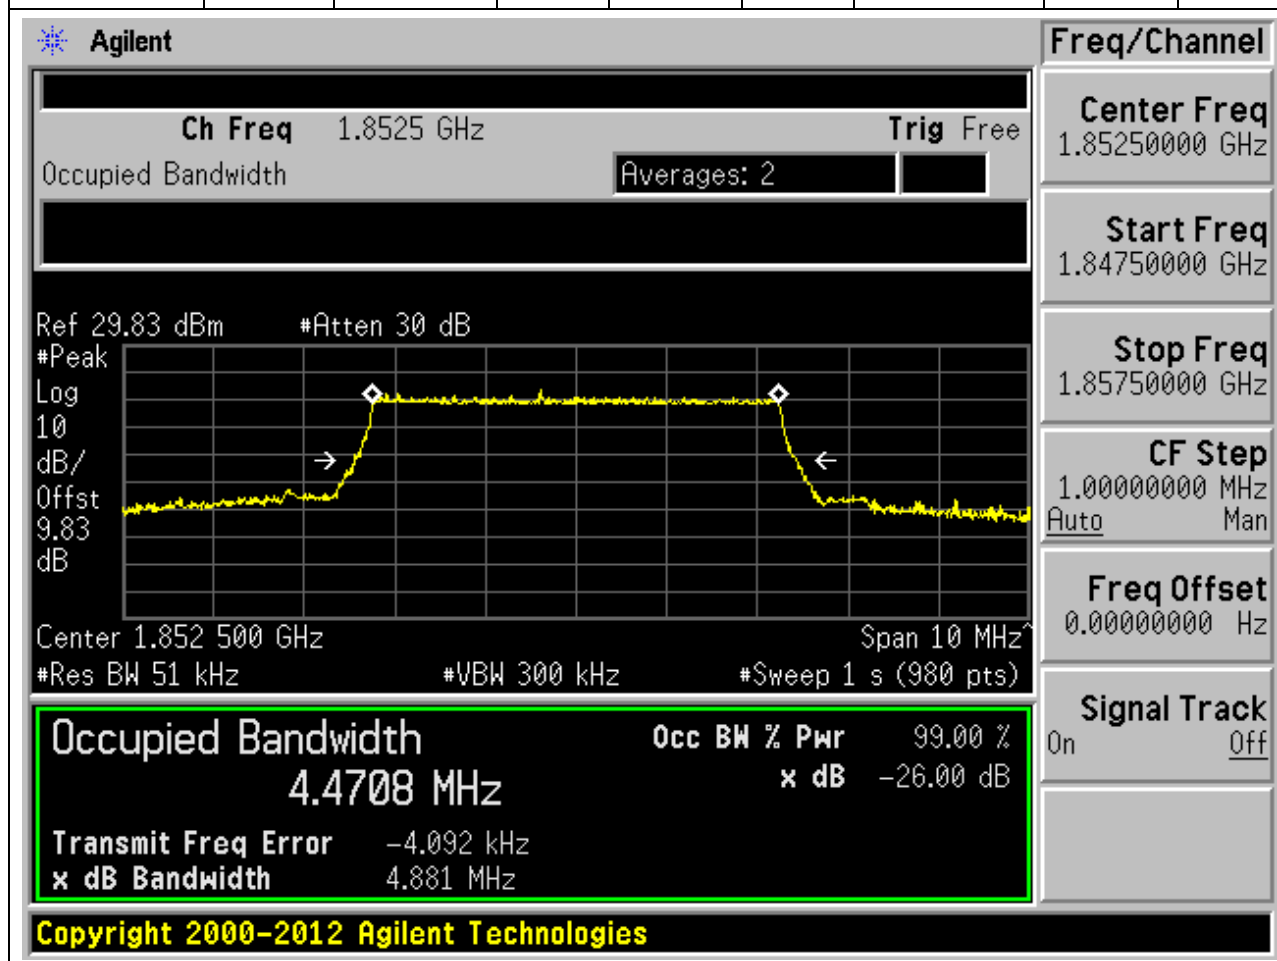 Agilent
Freq/Channel
Ch Freq 1.8525 GHz Trig Free
Occupied Bandwidth Averages: 2
Center Freq
1.85250000 GHz
Start Freq
1.84750000 GHz
Stop Freq
1.85750000 GHz
CF Step
1.00000000 MHz
Auto Man
Freq Offset
0.00000000 Hz
Signal Track
On Off
Ref 29.83 dBm #Atten 30 dB
#Peak
Log
10
dB/
Offst
9.83
dB
Center 1.852 500 GHz Span 10 MHz^
#Res BW 51 kHz #VBW 300 kHz #Sweep 1 s (980 pts)
Occupied Bandwidth Occ BW % Pwr 99.00 %
4.4708 MHz x dB -26.00 dB
Transmit Freq Error -4.092 kHz
x dB Bandwidth 4.881 MHz
Copyright 2000-2012 Agilent Technologies